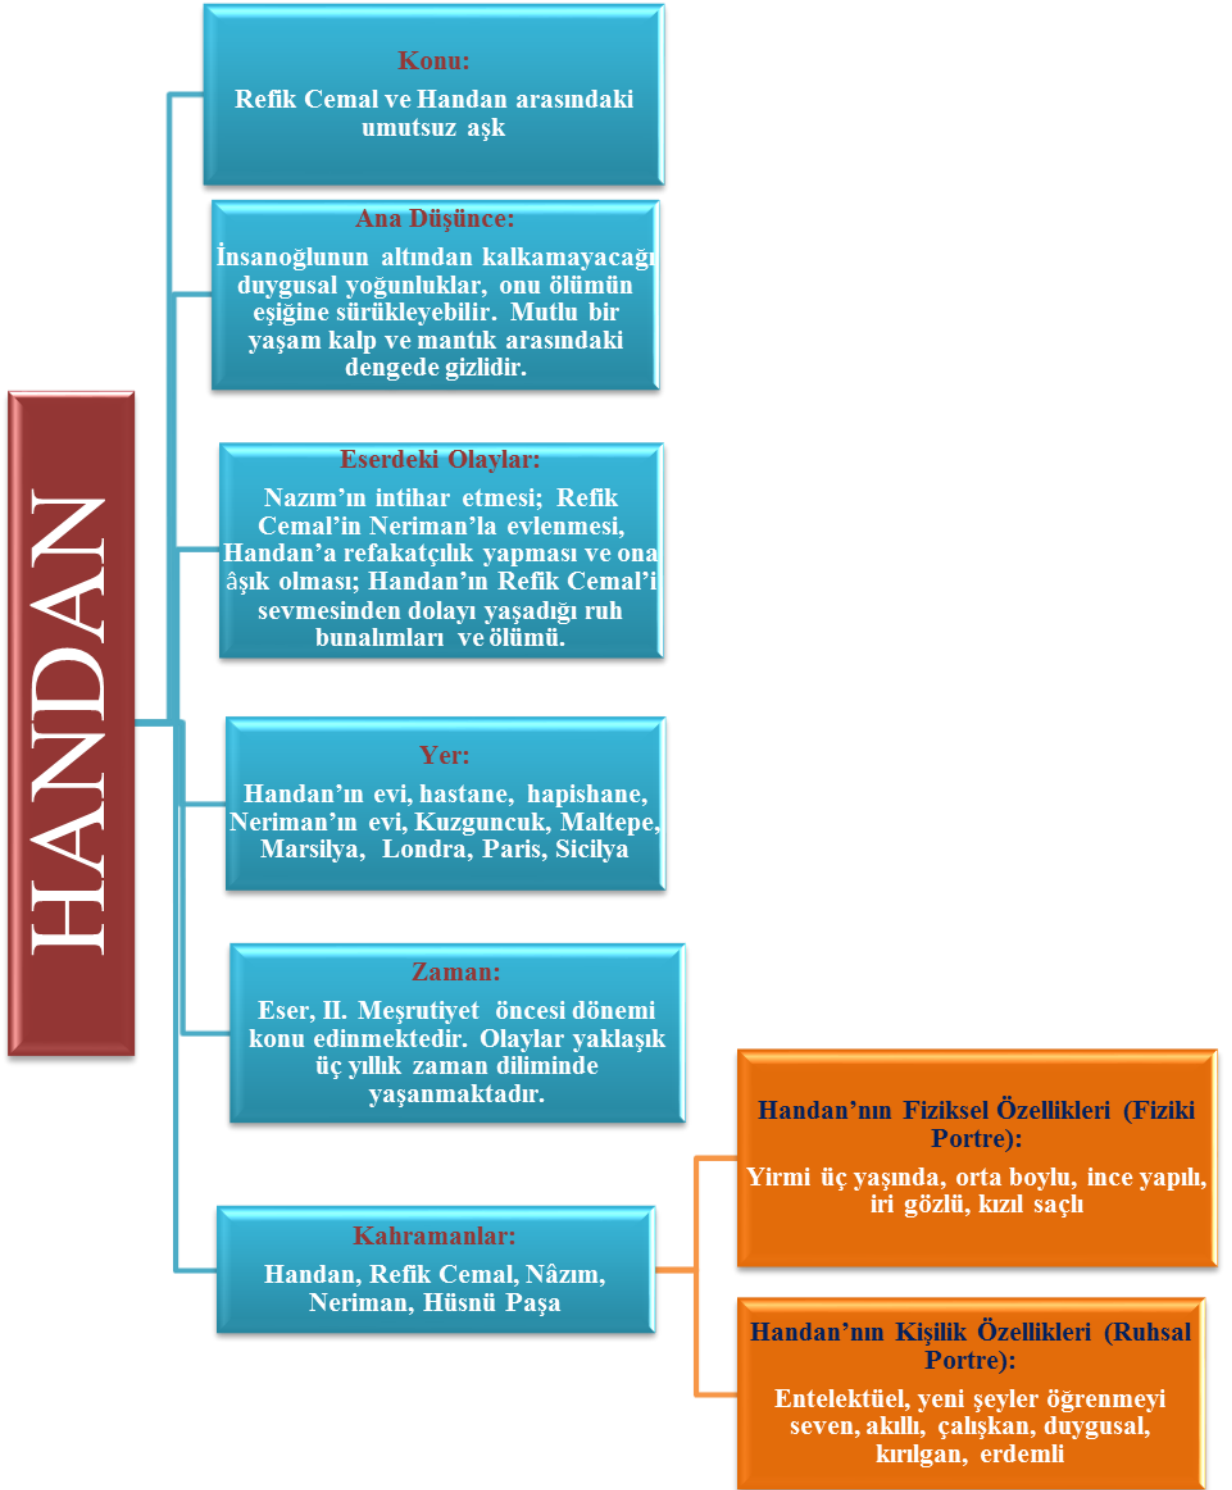 HANDAN
Konu:
Refik Cemal ve Handan arasındaki
umutsuz aşk
Ana Düşünce:
İnsanoğlunun altından kalkamayacağı
duygusal yoğunluklar, onu ölümün
eşiğine sürükleyebilir. Mutlu bir
yaşam kalp ve mantık arasındaki
dengede gizlidir.
Eserdeki Olaylar:
Nazım’ın intihar etmesi; Refik
Cemal’in Neriman’la evlenmesi,
Handan’a refakatçılık yapması ve ona
âşık olması; Handan’ın Refik Cemal’i
sevmesinden dolayı yaşadığı ruh
bunalımları ve ölümü.
Yer:
Handan’ın evi, hastane, hapishane,
Neriman’ın evi, Kuzguncuk, Maltepe,
Marsilya, Londra, Paris, Sicilya
Zaman:
Eser, II. Meşrutiyet öncesi dönemi
konu edinmektedir. Olaylar yaklaşık
üç yıllık zaman diliminde
yaşanmaktadır.
Kahramanlar:
Handan, Refik Cemal, Nâzım,
Neriman, Hüsnü Paşa
Handan’nın Fiziksel Özellikleri (Fiziki
Portre):
Yirmi üç yaşında, orta boylu, ince yapılı,
iri gözlü, kızıl saçlı
Handan’nın Kişilik Özellikleri (Ruhsal
Portre):
Entelektüel, yeni şeyler öğrenmeyi
seven, akıllı, çalışkan, duygusal,
kırılgan, erdemli